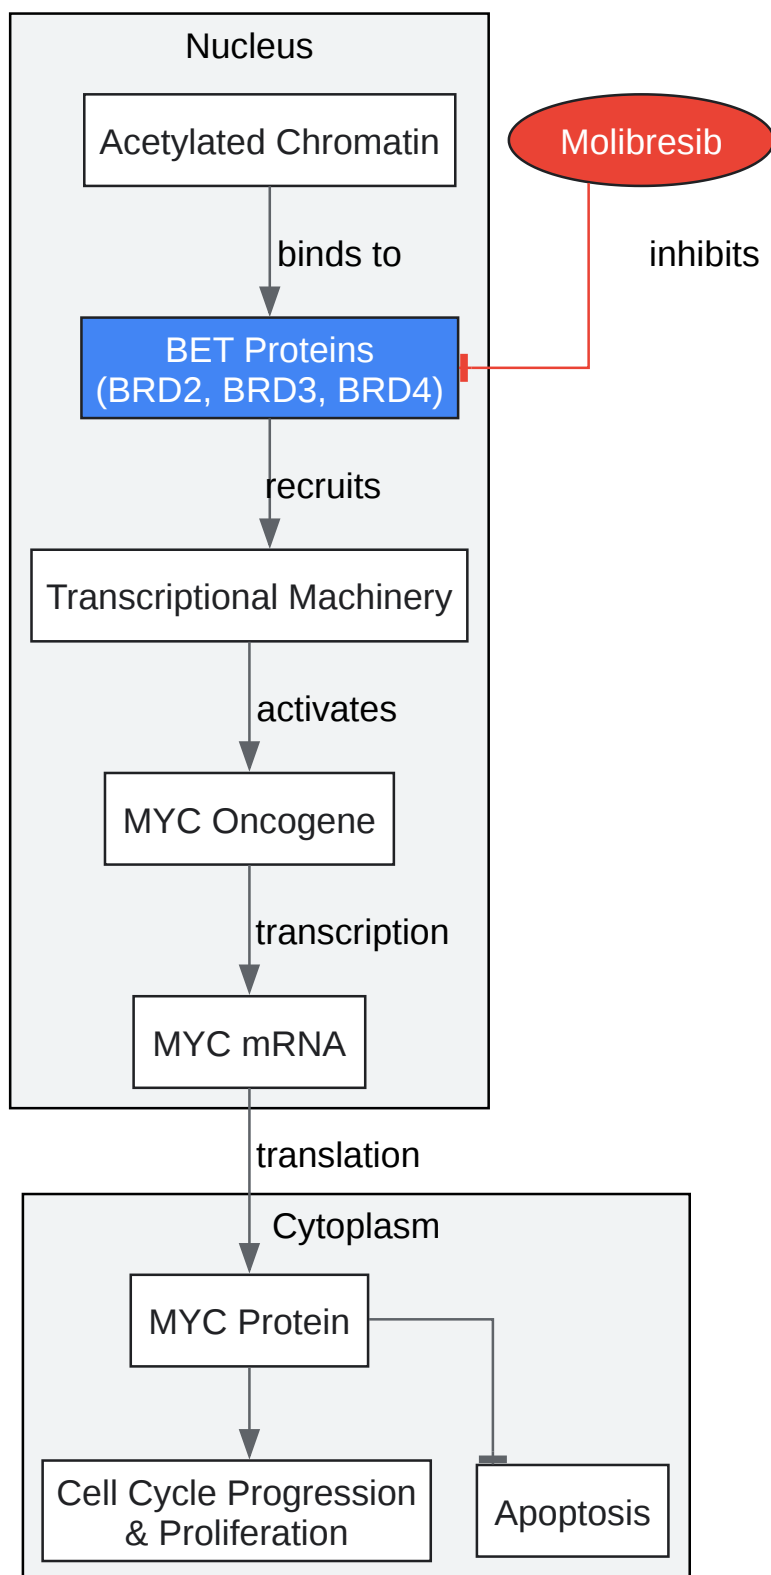 Nucleus
Acetylated Chromatin
Molibresib
binds to
inhibits
BET Proteins
(BRD2, BRD3, BRD4)
recruits
Transcriptional Machinery
activates
MYC Oncogene
transcription
MYC mRNA
translation
Cytoplasm
MYC Protein
Cell Cycle Progression
& Proliferation
Apoptosis